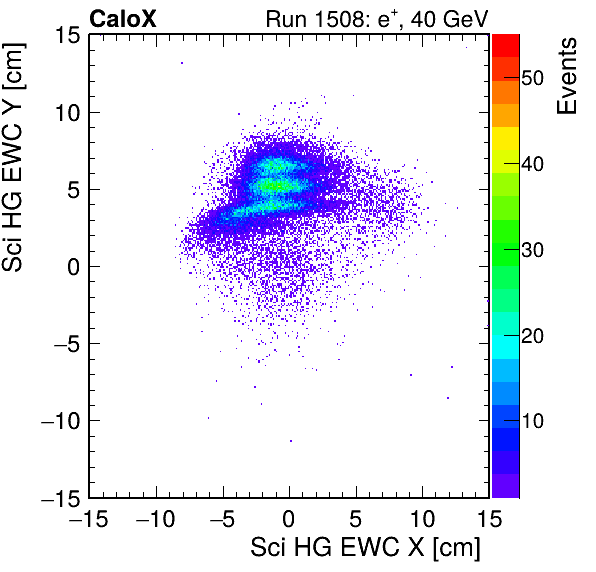 CaloX Run 1508: e⁺, 40 GeV
Events
Sci HG EWC Y [cm]
15
10
5
0
−5
−10
−15
50
40
30
20
10
−15 −10 −5 0 5 10 15
Sci HG EWC X [cm]